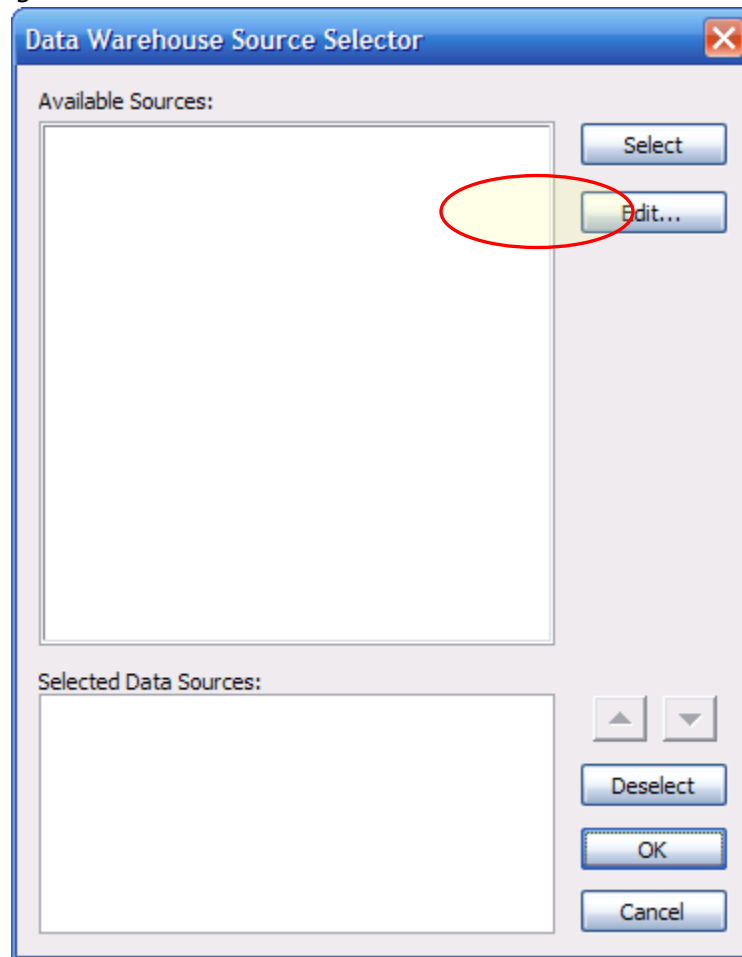 Data Warehouse Source Selector
Available Sources:
Select
Edit...
Selected Data Sources:
Deselect
OK
Cancel